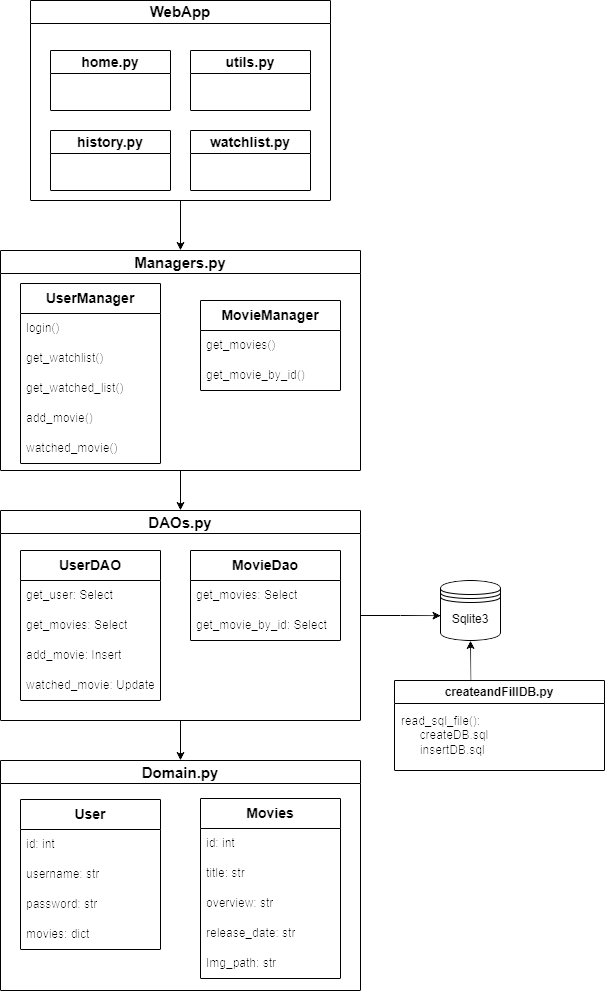 WebApp
home.py
utils.py
history.py
watchlist.py
Managers.py
UserManager
login()
get_watchlist()
get_watched_list()
add_movie()
watched_movie()
MovieManager
get_movies()
get_movie_by_id()
DAOs.py
UserDAO
get_user: Select
get_movies: Select
add_movie: Insert
watched_movie: Update
MovieDao
get_movies: Select
get_movie_by_id: Select
Sqlite3
createandFillDB.py
read_sql_file():
createDB.sql
insertDB.sql
Domain.py
User
id: int
username: str
password: str
movies: dict
Movies
id: int
title: str
overview: str
release_date: str
Img_path: str